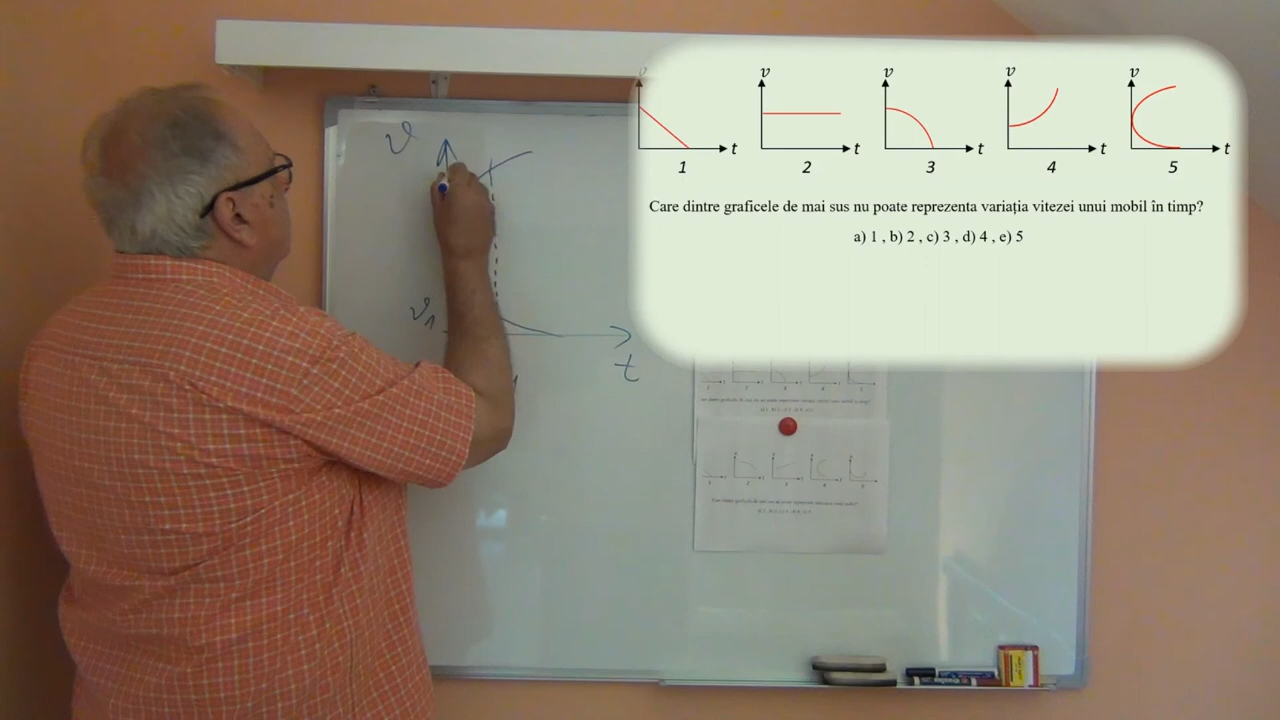 v v v v v
t t t t t
1 2 3 4 5
Care dintre graficele de mai sus nu poate reprezenta variația vitezei unui mobil în timp?
a) 1 , b) 2 , c) 3 , d) 4 , e) 5
v
v1
t